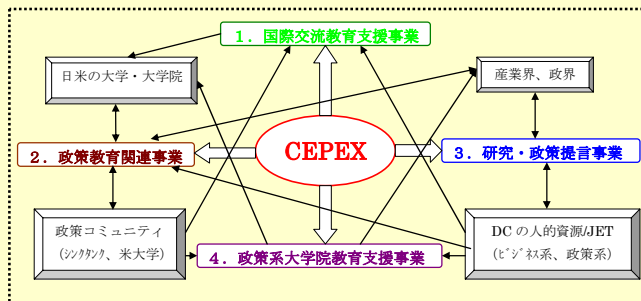 1．国際交流教育支援事業
日米の大学・大学院
産業界、政界
CEPEX
2．政策教育関連事業
3．研究・政策提言事業
政策コミュニティ
(ｼﾝｸﾀﾝｸ、米大学)
DC の人的資源/JET
(ﾋﾞｼﾞﾈｽ系、政策系)
4．政策系大学院教育支援事業